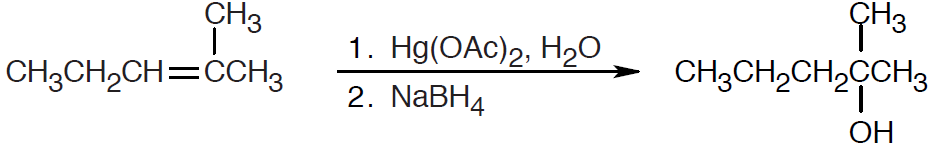 CH₃
CH₃CH₂CH=CCH₃
1. Hg(OAc)₂, H₂O
2. NaBH₄
CH₃
CH₃CH₂CH₂CCH₃
OH